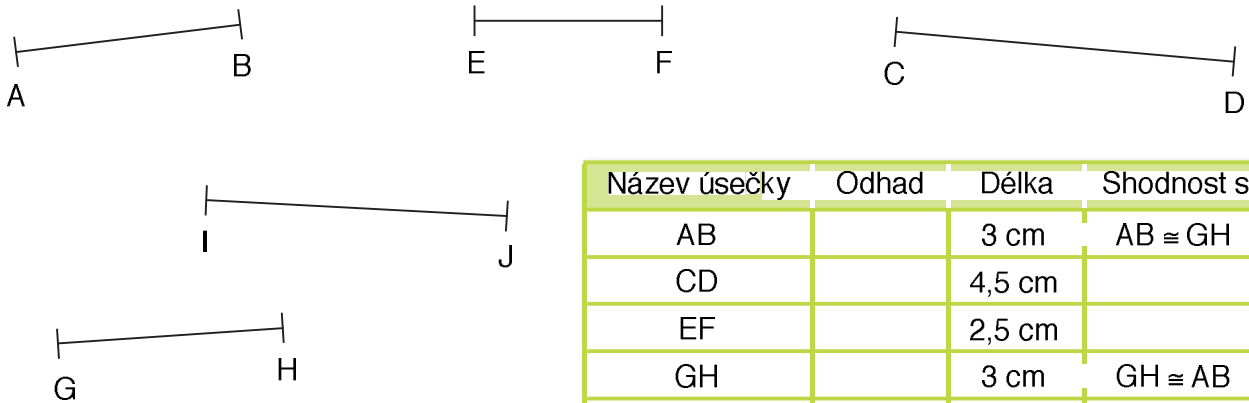 A B E F C D
I J
G H
Název úsečky Odhad Délka Shodnost s
AB 3 cm AB ≅ GH
CD 4,5 cm
EF 2,5 cm
GH 3 cm GH ≅ AB